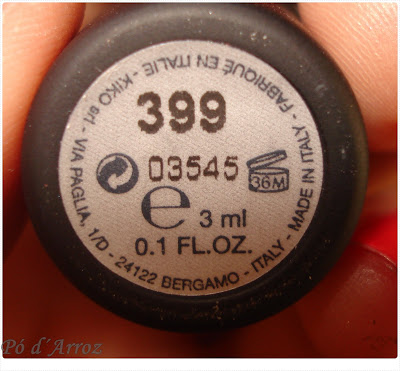 KIKO srl - VIA PAGLIA, 1/D - 24122 BERGAMO - ITALY - MADE IN ITALY - FABRIQUÉ EN ITALIE -
399
03545
36M
e 3 ml
0.1 FL.OZ.
Pó d´Arroz